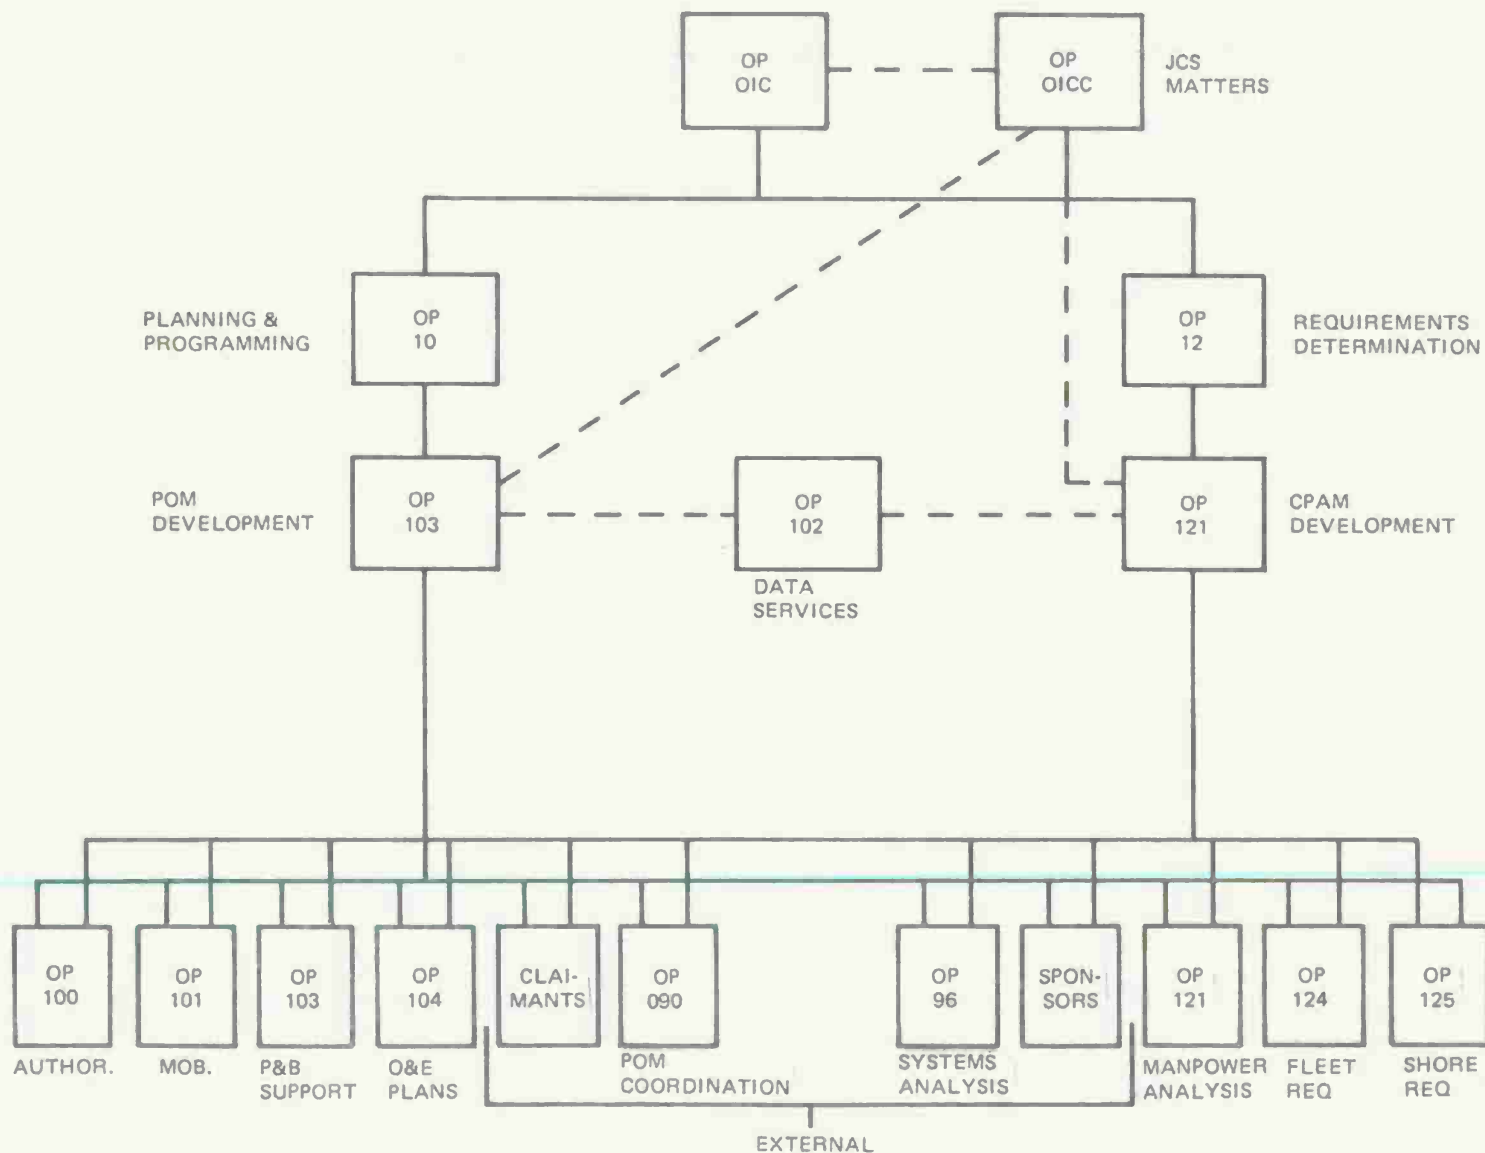 OP
OIC
OP
OICC
JCS
MATTERS
PLANNING &
PROGRAMMING
OP
10
OP
12
REQUIREMENTS
DETERMINATION
POM
DEVELOPMENT
OP
103
OP
102
DATA
SERVICES
OP
121
CPAM
DEVELOPMENT
OP
100
AUTHOR.
OP
101
MOB.
OP
103
P&B
SUPPORT
OP
104
O&E
PLANS
CLAI-
MANTS
OP
090
POM
COORDINATION
OP
96
SYSTEMS
ANALYSIS
SPON-
SORS
OP
121
MANPOWER
ANALYSIS
OP
124
FLEET
REQ
OP
125
SHORE
REQ
EXTERNAL